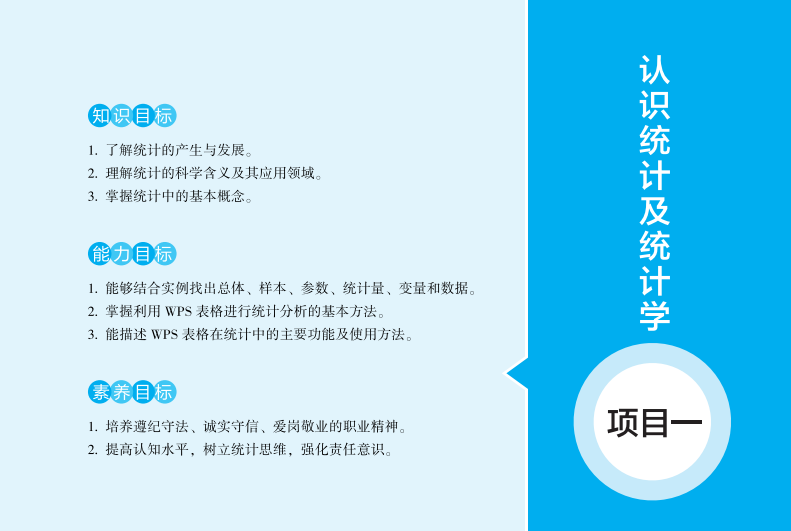 知识目标
1. 了解统计的产生与发展。
2. 理解统计的科学含义及其应用领域。
3. 掌握统计中的基本概念。
能力目标
1. 能够结合实例找出总体、样本、参数、统计量、变量和数据。
2. 掌握利用 WPS 表格进行统计分析的基本方法。
3. 能描述 WPS 表格在统计中的主要功能及使用方法。
素养目标
1. 培养遵纪守法、诚实守信、爱岗敬业的职业精神。
2. 提高认知水平，树立统计思维，强化责任意识。
认识统计及统计学
项目一